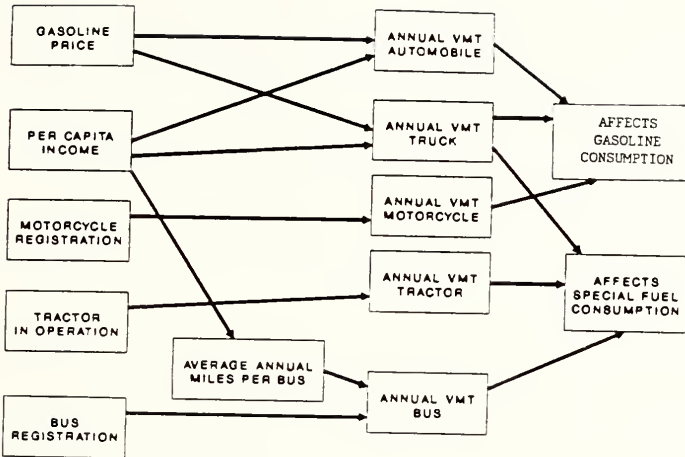 GASOLINE
PRICE
PER CAPITA
INCOME
MOTORCYCLE
REGISTRATION
TRACTOR
IN OPERATION
BUS
REGISTRATION
AVERAGE ANNUAL
MILES PER BUS
ANNUAL VMT
AUTOMOBILE
ANNUAL VMT
TRUCK
ANNUAL VMT
MOTORCYCLE
ANNUAL VMT
TRACTOR
ANNUAL VMT
BUS
AFFECTS
GASOLINE
CONSUMPTION
AFFECTS
SPECIAL FUEL
CONSUMPTION